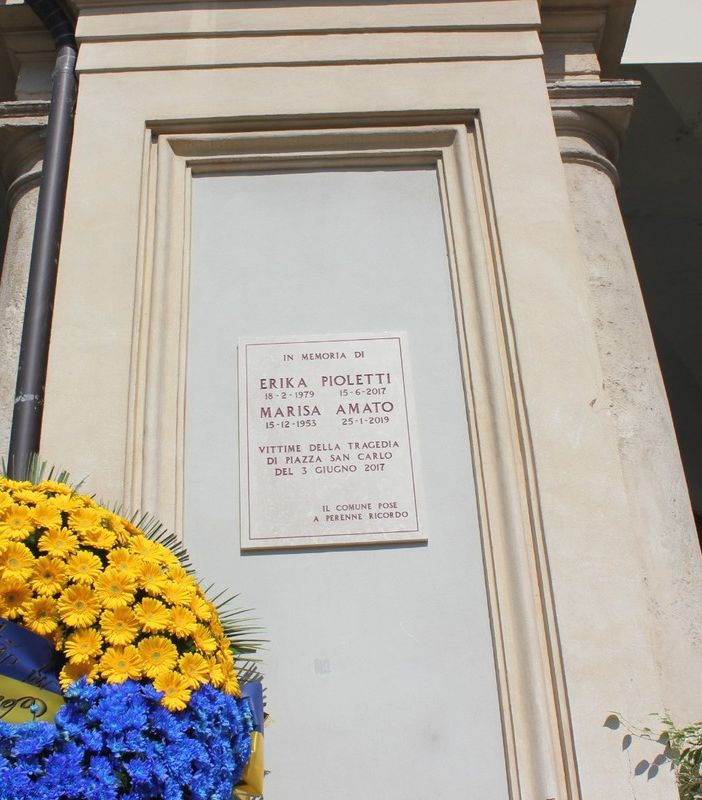 IN MEMORIA DI
ERIKA PIOLETTI
18-2-1979 15-6-2017
MARISA AMATO
15-12-1953 25-1-2019
VITTIME DELLA TRAGEDIA
DI PIAZZA SAN CARLO
DEL 3 GIUGNO 2017
IL COMUNE POSE
A PERENNE RICORDO